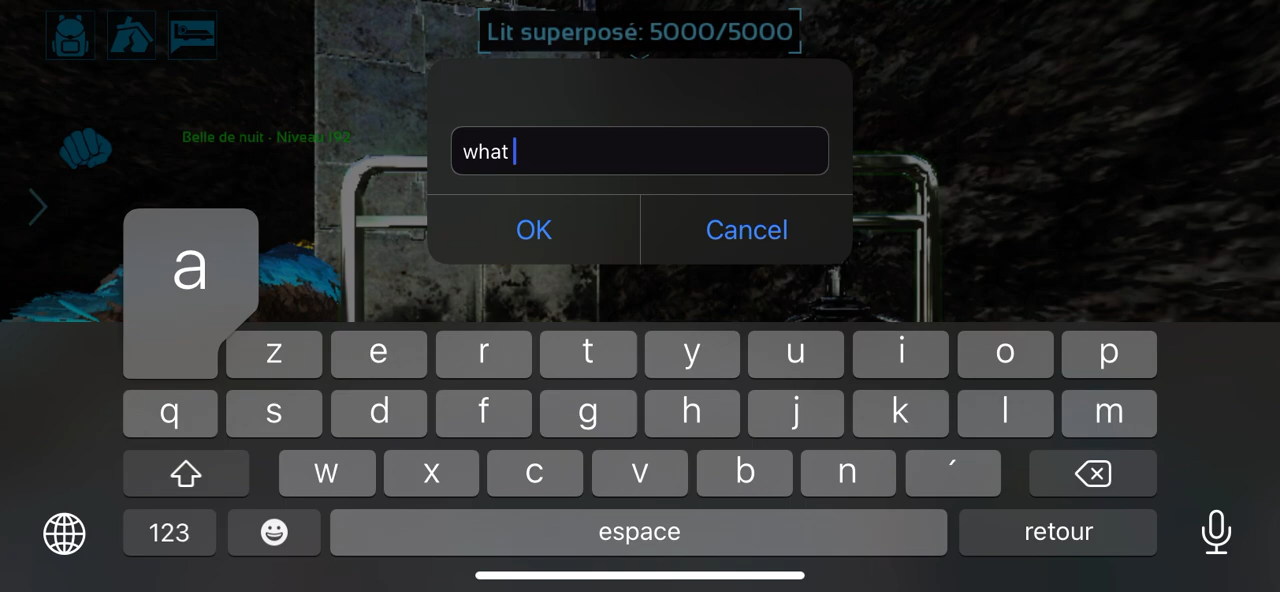 Lit superposé: 5000/5000
Belle de nuit - Niveau 192
what
OK
Cancel
a
z e r t y u i o p
q s d f g h j k l m
w x c v b n ´
123
espace
retour